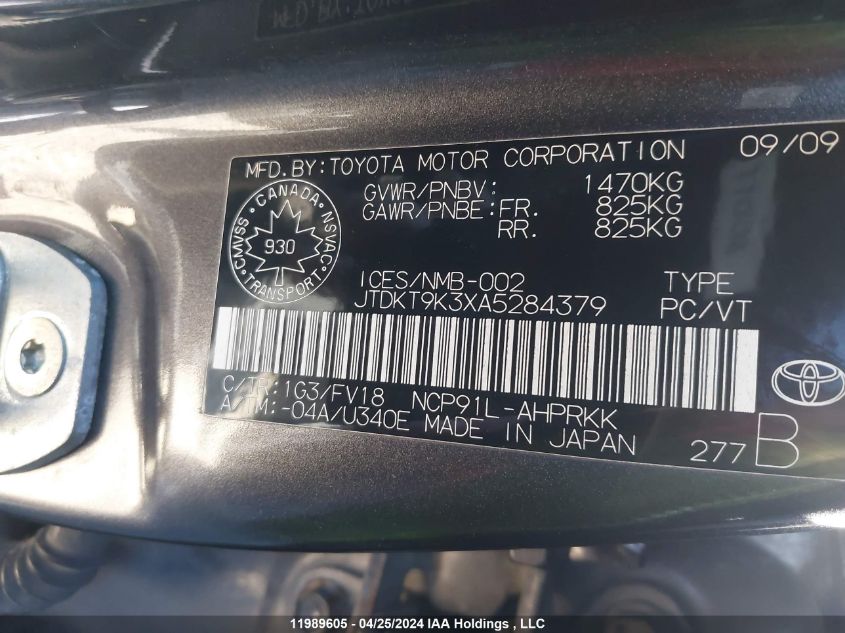 MFD.BY:TOYOTA MOTOR CORPORATION 09/09
GVWR/PNBV: 1470KG
GAWR/PNBE:FR. 825KG
RR. 825KG
CANADA
CMVSS NSVAC
930
TRANSPORT
ICES/NMB-002 TYPE
JTDKT9K3XA5284379 PC/VT
C/TR:1G3/FV18 NCP91L-AHPRKK
A/TM:-04A/U340E MADE IN JAPAN 277B
11989605 - 04/25/2024 IAA Holdings , LLC